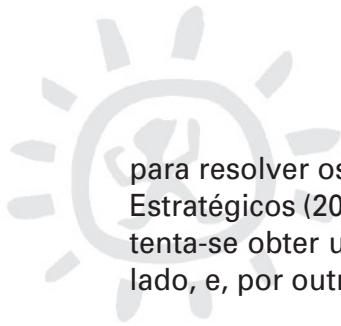 para resolver os
Estratégicos (20
tenta-se obter u
lado, e, por outr